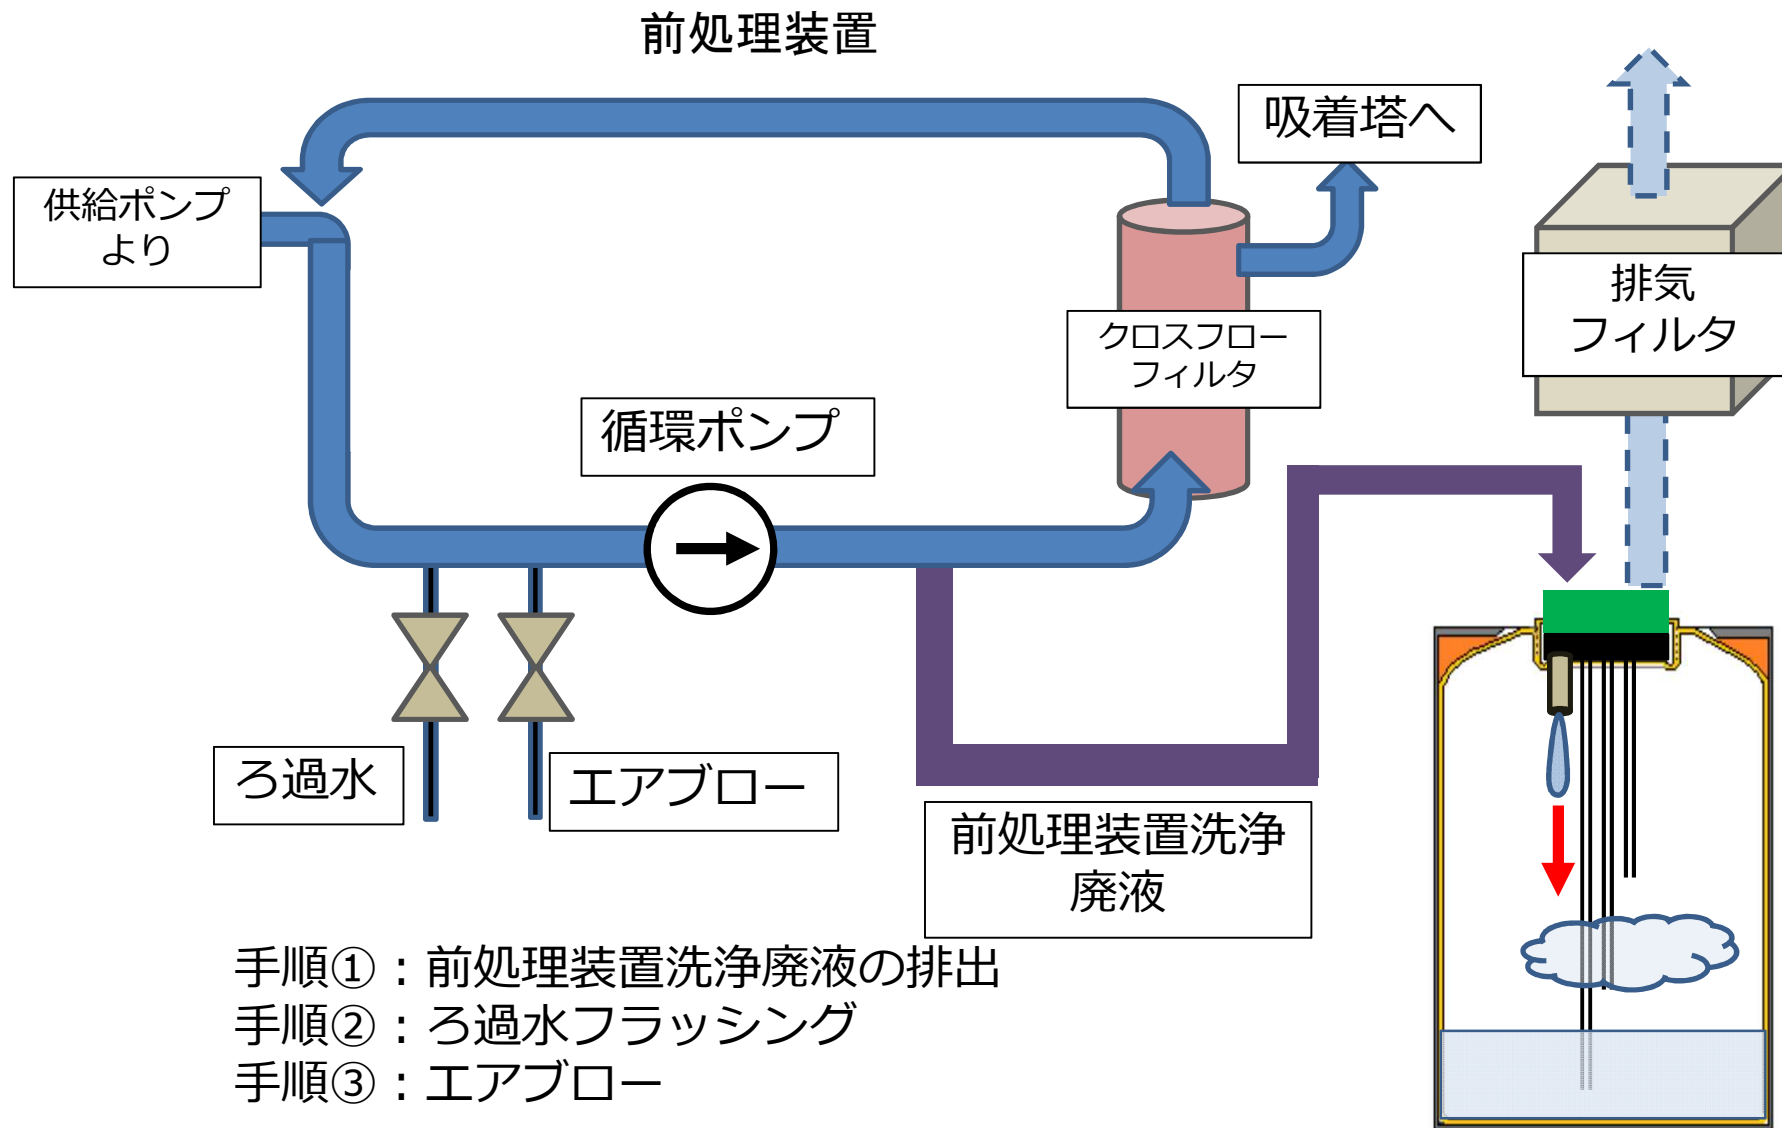 前処理装置
吸着塔へ
供給ポンプ
より
排気
フィルタ
クロスフロー
フィルタ
循環ポンプ
ろ過水
エアブロー
前処理装置洗浄
廃液
手順①：前処理装置洗浄廃液の排出
手順②：ろ過水フラッシング
手順③：エアブロー